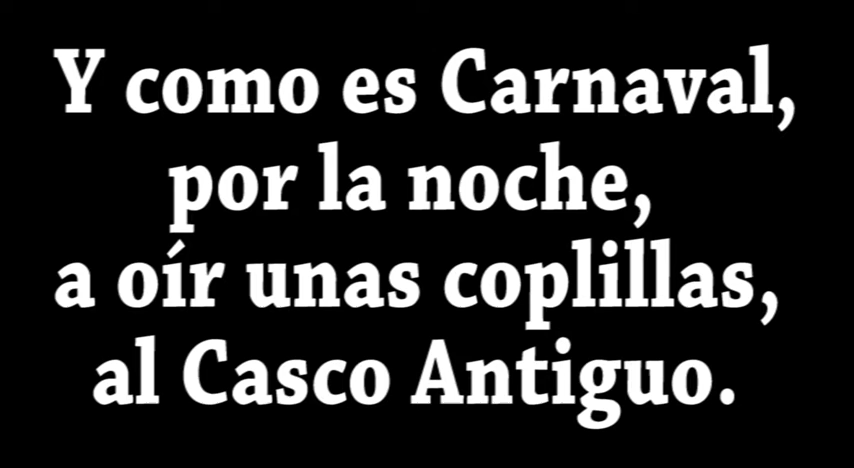 Y como es Carnaval,
por la noche,
a oír unas coplillas,
al Casco Antiguo.